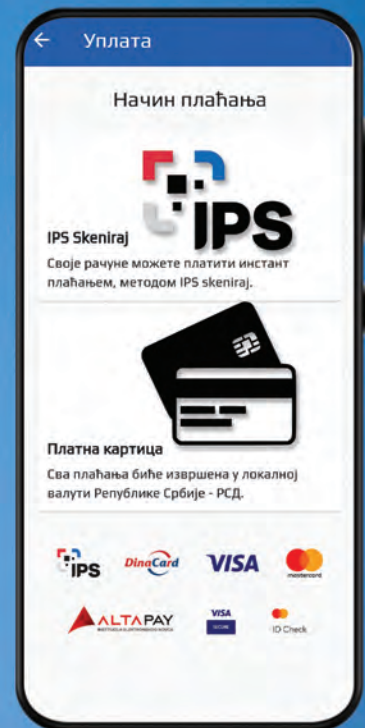 Уплата
Начин плаћања
IPS
IPS Skeniraj
Своје рачуне можете платити инстант
плаћањем, методом IPS skeniraj.
Платна картица
Сва плаћања биће извршена у локалној
валути Републике Србије - РСД.
IPS DinaCard VISA mastercard
ALTAPAY VISA ID Check